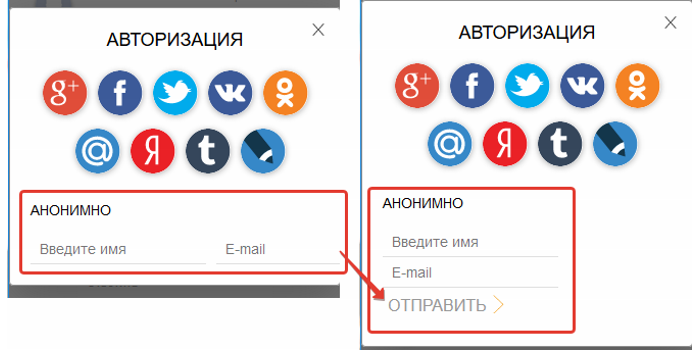 АВТОРИЗАЦИЯ
g+ f
@ Я t
АНОНИМНО
Введите имя E-mail
АВТОРИЗАЦИЯ
g+ f
@ Я t
АНОНИМНО
Введите имя
E-mail
ОТПРАВИТЬ